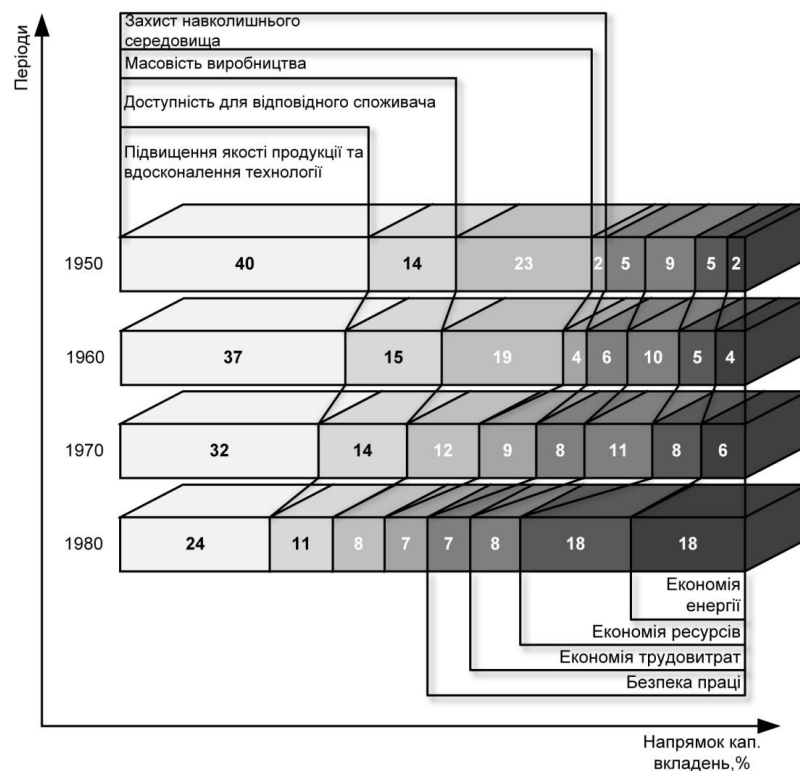 Періоди
Захист навколишнього
середовища
Масовість виробництва
Доступність для відповідного споживача
Підвищення якості продукції та
вдосконалення технології
1950
40 14 23 2 5 9 5 2
1960
37 15 19 4 6 10 5 4
1970
32 14 12 9 8 11 8 6
1980
24 11 8 7 7 8 18 18
Економія
енергії
Економія ресурсів
Економія трудовитрат
Безпека праці
Напрямок кап.
вкладень,%